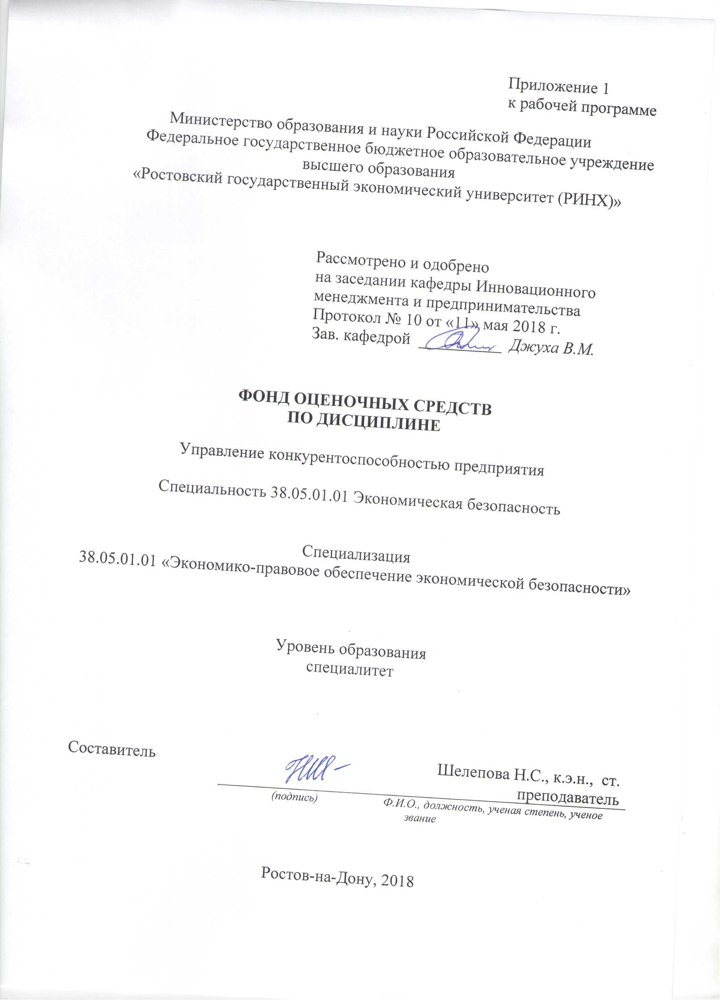 Приложение 1
к рабочей программе
Министерство образования и науки Российской Федерации
Федеральное государственное бюджетное образовательное учреждение
высшего образования
«Ростовский государственный экономический университет (РИНХ)»
Рассмотрено и одобрено
на заседании кафедры Инновационного
менеджмента и предпринимательства
Протокол № 10 от «11» мая 2018 г.
Зав. кафедрой Джуха В.М.
ФОНД ОЦЕНОЧНЫХ СРЕДСТВ
ПО ДИСЦИПЛИНЕ
Управление конкурентоспособностью предприятия
Специальность 38.05.01.01 Экономическая безопасность
Специализация
38.05.01.01 «Экономико-правовое обеспечение экономической безопасности»
Уровень образования
специалитет
Составитель
Шелепова Н.С., к.э.н., ст.
преподаватель
(подпись)
Ф.И.О., должность, ученая степень, ученое
звание
Ростов-на-Дону, 2018